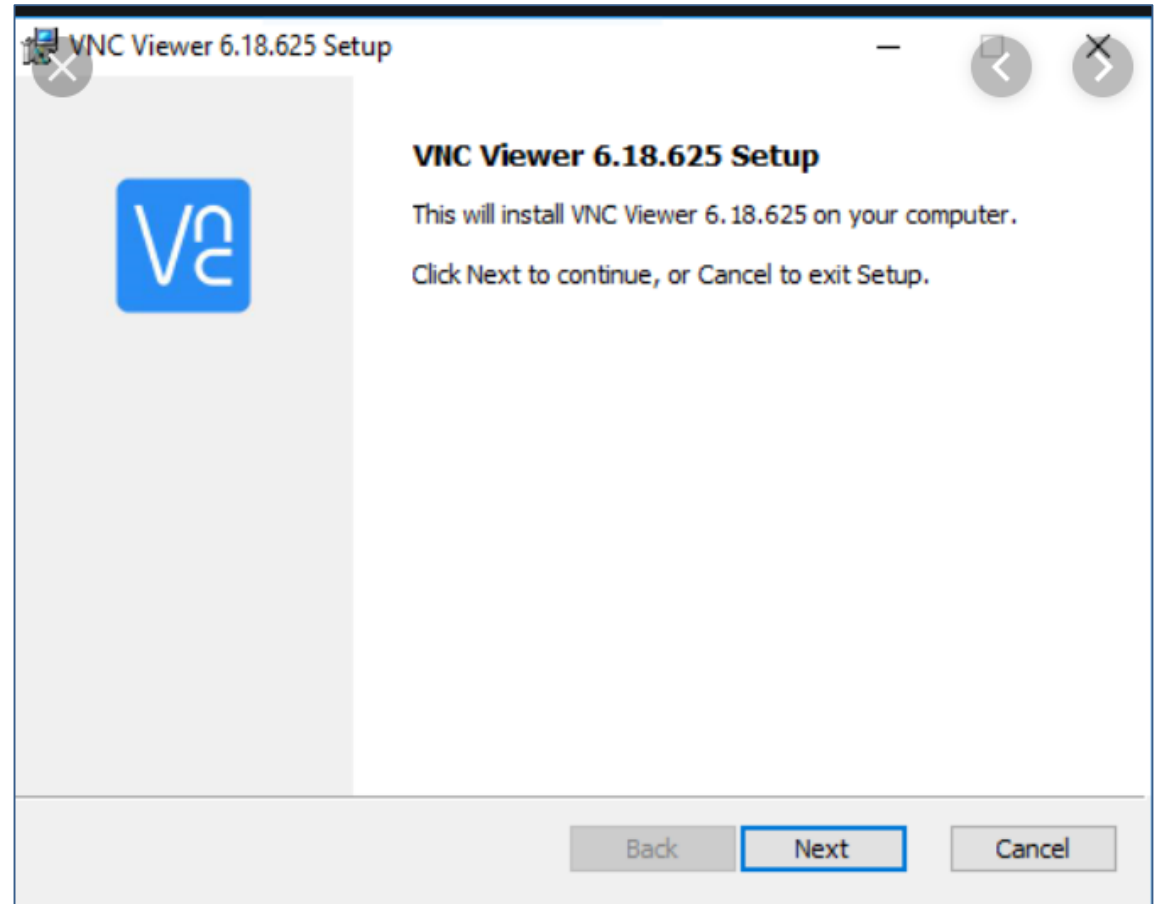 VNC Viewer 6.18.625 Setup
VNC Viewer 6.18.625 Setup
This will install VNC Viewer 6.18.625 on your computer.
Click Next to continue, or Cancel to exit Setup.
Vnc
Back
Next
Cancel